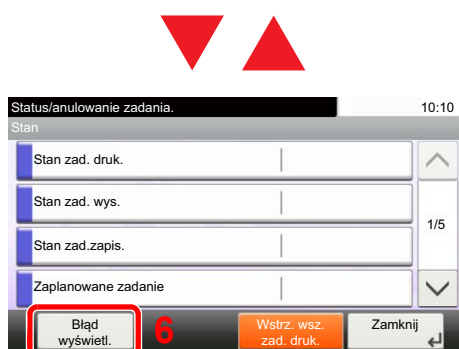 Status/anulowanie zadania.
10:10
Stan
Stan zad. druk.
Stan zad. wys.
1/5
Stan zad.zapis.
Zaplanowane zadanie
Błąd
wyświetl.
6
Wstrz. wsz.
zad. druk.
Zamknij